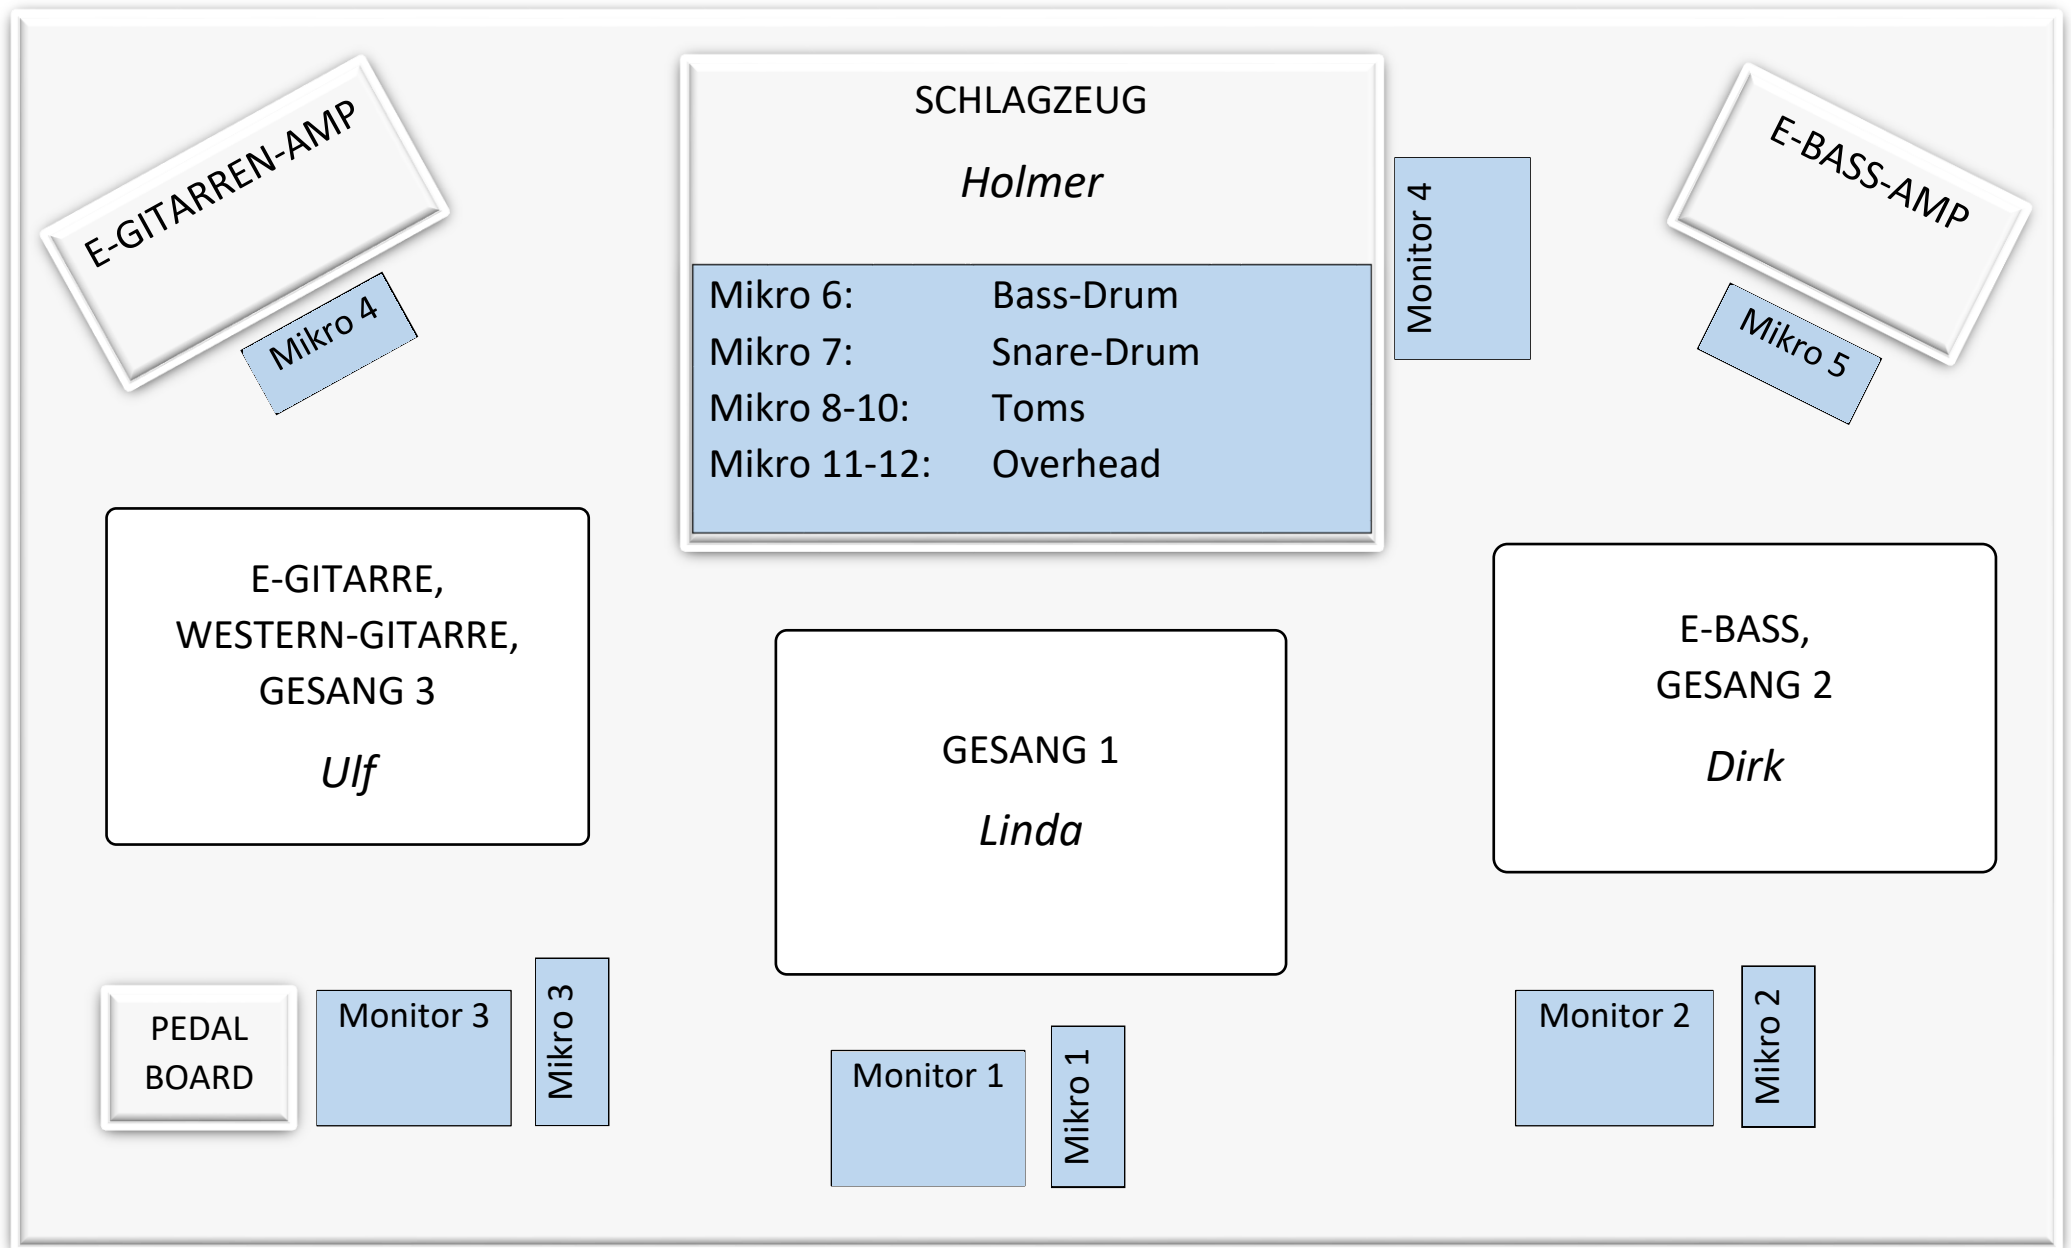 E-GITARREN-AMP
Mikro 4
SCHLAGZEUG
Holmer
Mikro 6: Bass-Drum
Mikro 7: Snare-Drum
Mikro 8-10: Toms
Mikro 11-12: Overhead
Monitor 4
E-BASS-AMP
Mikro 5
E-GITARRE,
WESTERN-GITARRE,
GESANG 3
Ulf
GESANG 1
Linda
E-BASS,
GESANG 2
Dirk
PEDAL
BOARD
Monitor 3
Mikro 3
Monitor 1
Mikro 1
Monitor 2
Mikro 2